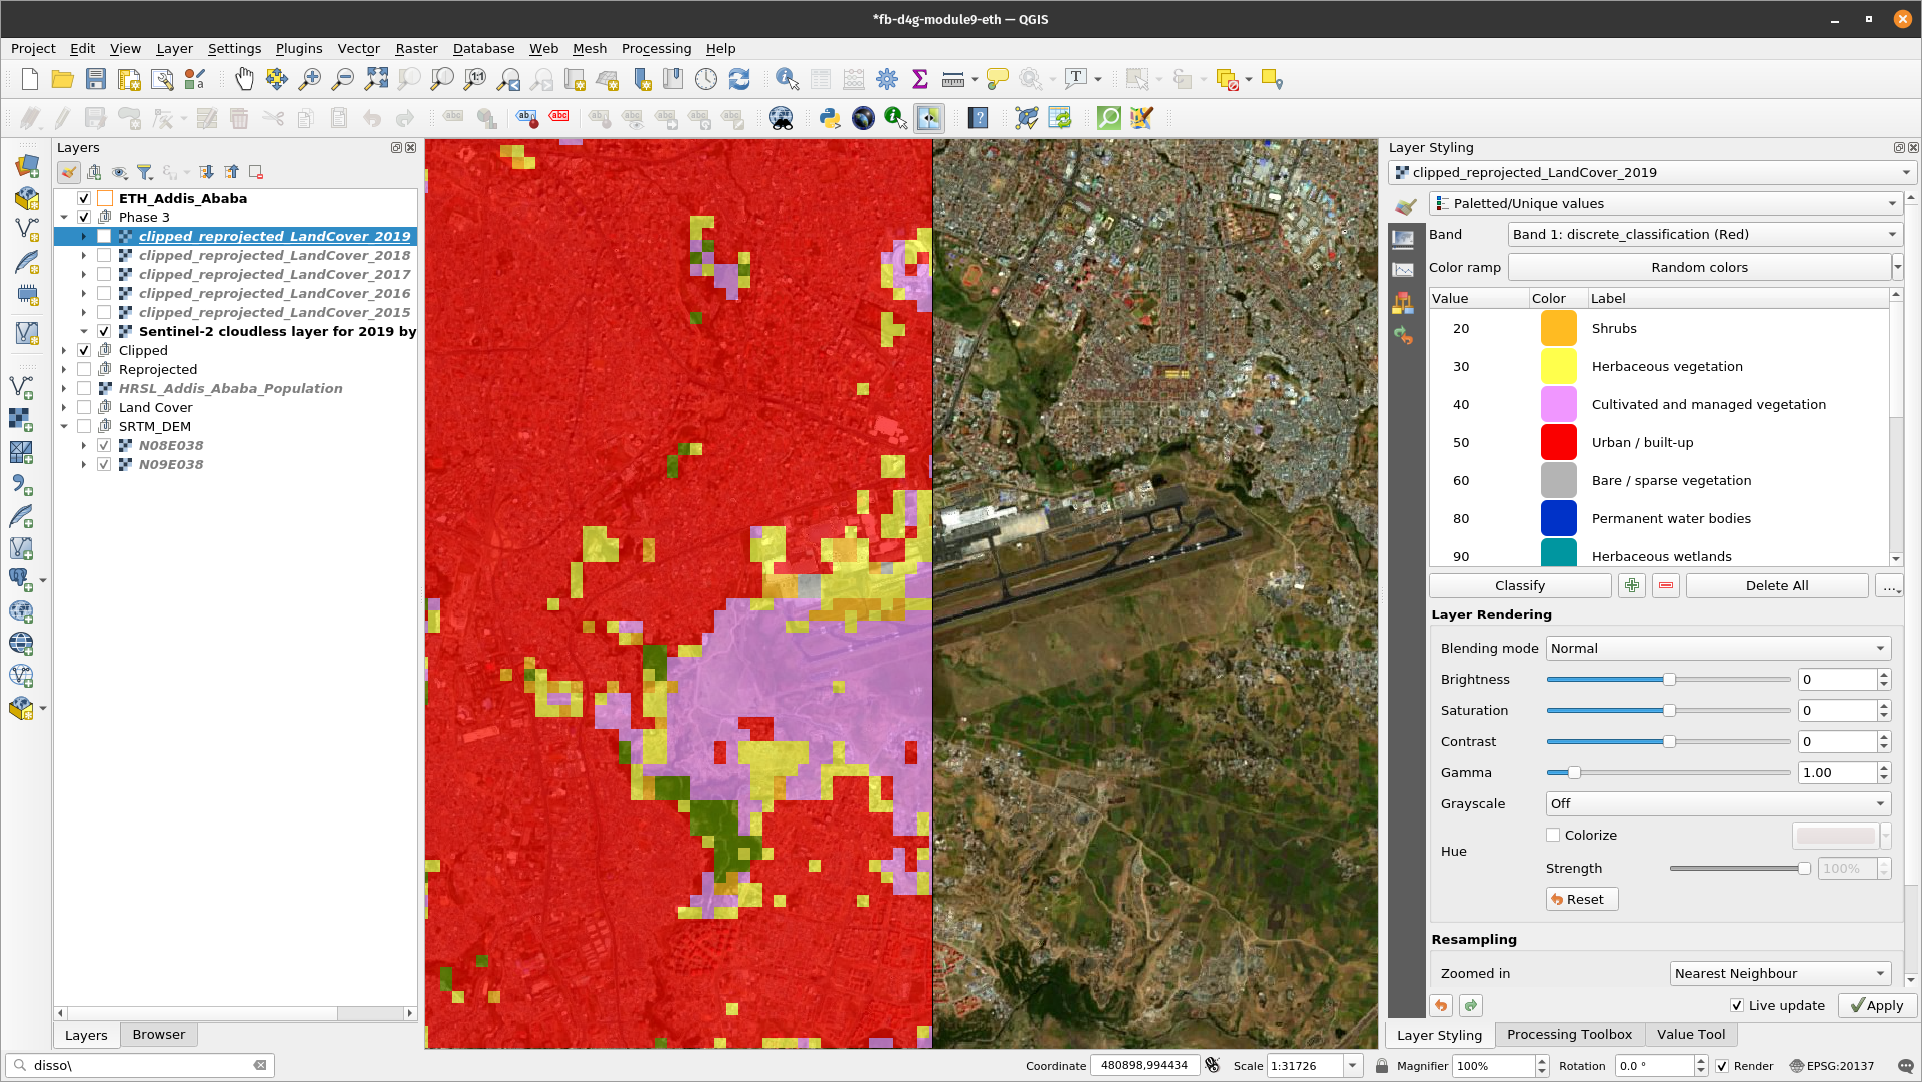 *fb-d4g-module9-eth — QGIS
Project Edit View Layer Settings Plugins Vector Raster Database Web Mesh Processing Help
Layers
ETH_Addis_Ababa
Phase 3
clipped_reprojected_LandCover_2019
clipped_reprojected_LandCover_2018
clipped_reprojected_LandCover_2017
clipped_reprojected_LandCover_2016
clipped_reprojected_LandCover_2015
Sentinel-2 cloudless layer for 2019 by
Clipped
Reprojected
HRSL_Addis_Ababa_Population
Land Cover
SRTM_DEM
N08E038
N09E038
Layers Browser
Layer Styling
clipped_reprojected_LandCover_2019
Paletted/Unique values
Band Band 1: discrete_classification (Red)
Color ramp Random colors
Value Color Label
20 Shrubs
30 Herbaceous vegetation
40 Cultivated and managed vegetation
50 Urban / built-up
60 Bare / sparse vegetation
80 Permanent water bodies
90 Herbaceous wetlands
Classify Delete All ...
Layer Rendering
Blending mode Normal
Brightness 0
Saturation 0
Contrast 0
Gamma 1.00
Grayscale Off
Colorize
Hue
Strength 100%
Reset
Resampling
Zoomed in Nearest Neighbour
Live update Apply
Layer Styling Processing Toolbox Value Tool
disso\ Coordinate 480898,994434 Scale 1:31726 Magnifier 100% Rotation 0.0 ° Render EPSG:20137